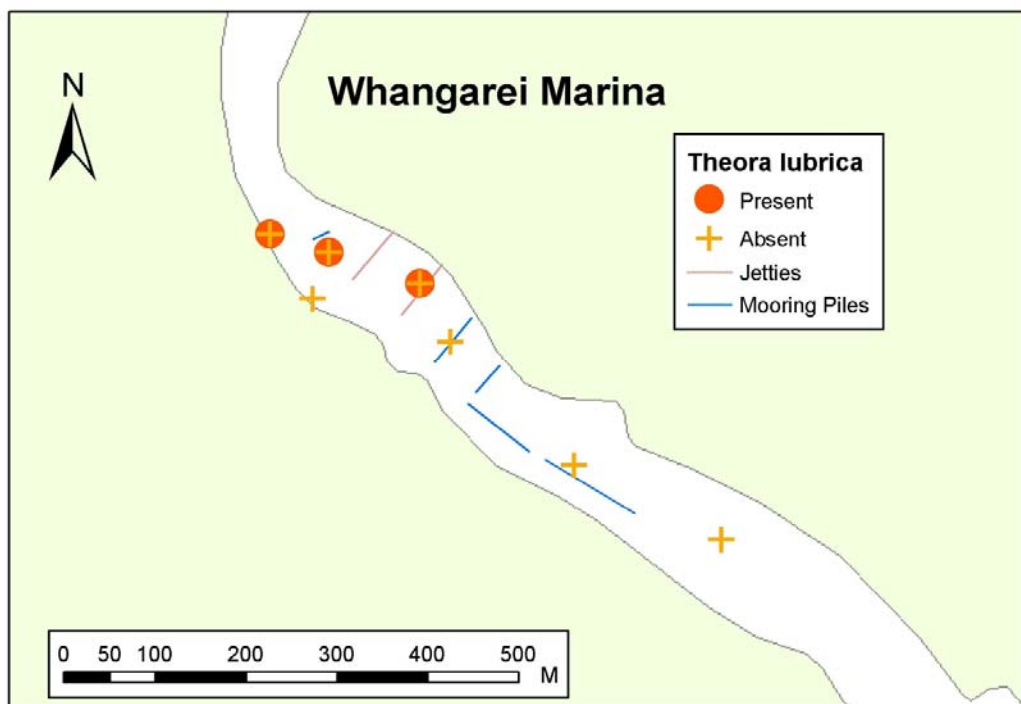 Whangarei Marina
N
Theora lubrica
Present
Absent
Jetties
Mooring Piles
0 50 100 200 300 400 500
M